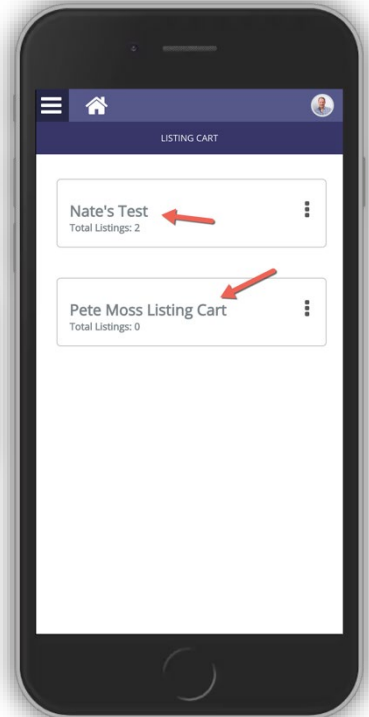 LISTING CART
Nate's Test
Total Listings: 2
Pete Moss Listing Cart
Total Listings: 0